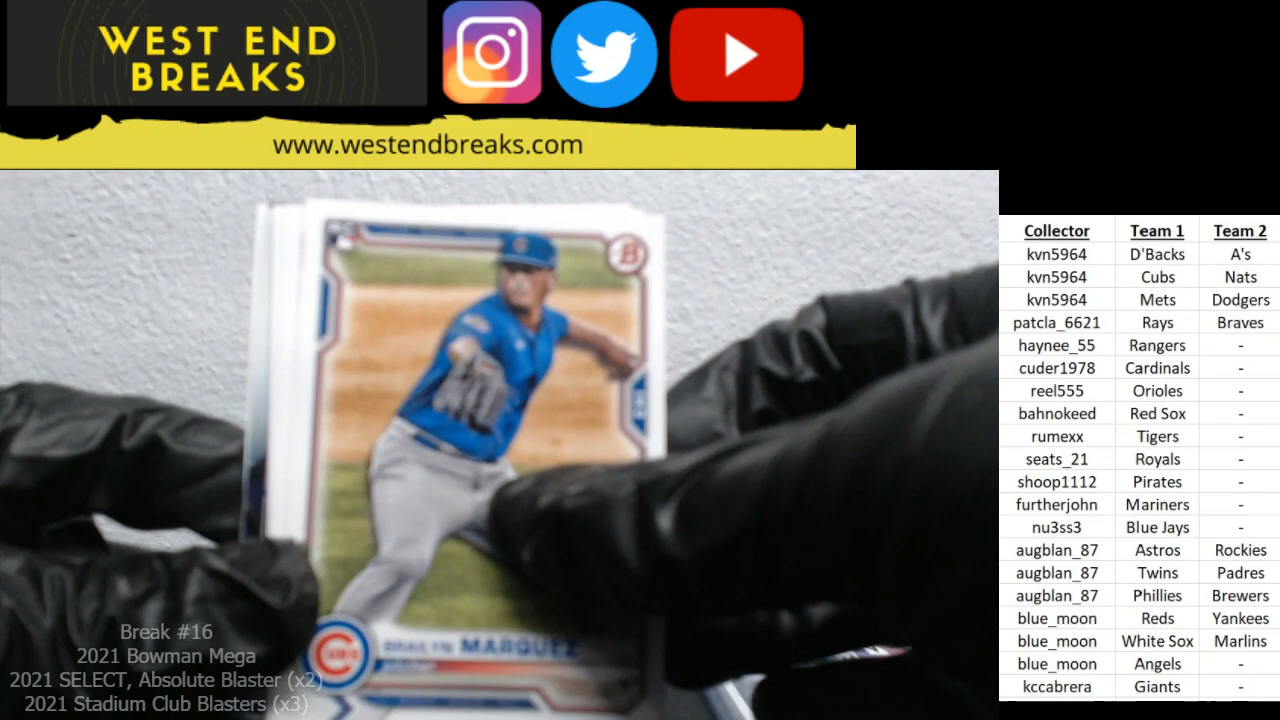 WEST END
BREAKS
www.westendbreaks.com
Collector Team 1 Team 2
kvn5964 D'Backs A's
kvn5964 Cubs Nats
kvn5964 Mets Dodgers
patcla_6621 Rays Braves
haynee_55 Rangers -
cuder1978 Cardinals -
reel555 Orioles -
bahnokeed Red Sox -
rumexx Tigers -
seats_21 Royals -
shoop1112 Pirates -
furtherjohn Mariners -
nu3ss3 Blue Jays -
augblan_87 Astros Rockies
augblan_87 Twins Padres
augblan_87 Phillies Brewers
blue_moon Reds Yankees
blue_moon White Sox Marlins
blue_moon Angels -
kccabrera Giants -
B
BRAILYN MARQUEZ
CUBS
Break #16
2021 Bowman Mega
2021 SELECT, Absolute Blaster (x2)
2021 Stadium Club Blasters (x3)